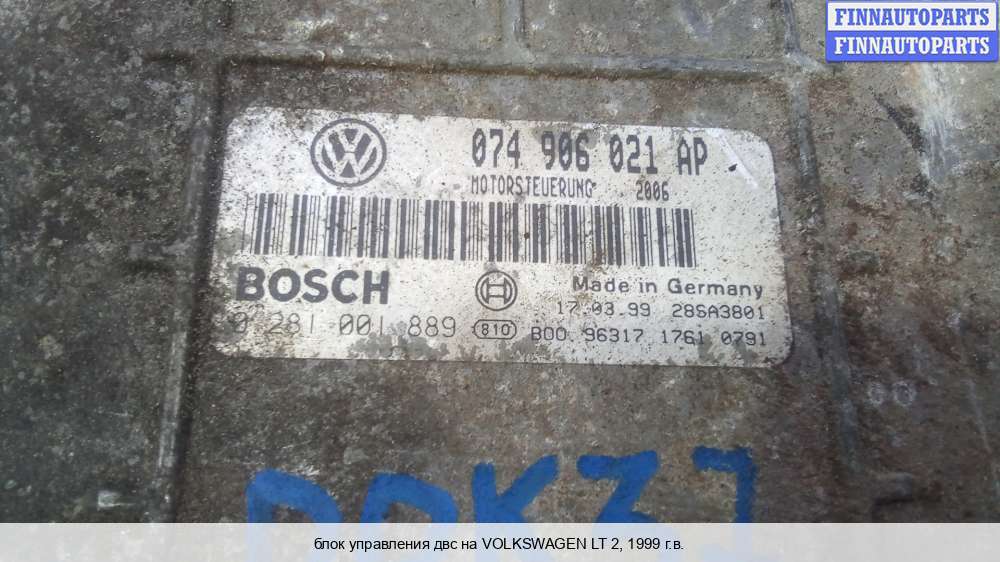 FINNAUTOPARTS
FINNAUTOPARTS
074 906 021 AP
MOTORSTEUERUNG 2006
BOSCH
Made in Germany
0 281 001 889
810
17.03.99 28SA3801
B00 96317 1761 0791
блок управления двс на VOLKSWAGEN LT 2, 1999 г.в.